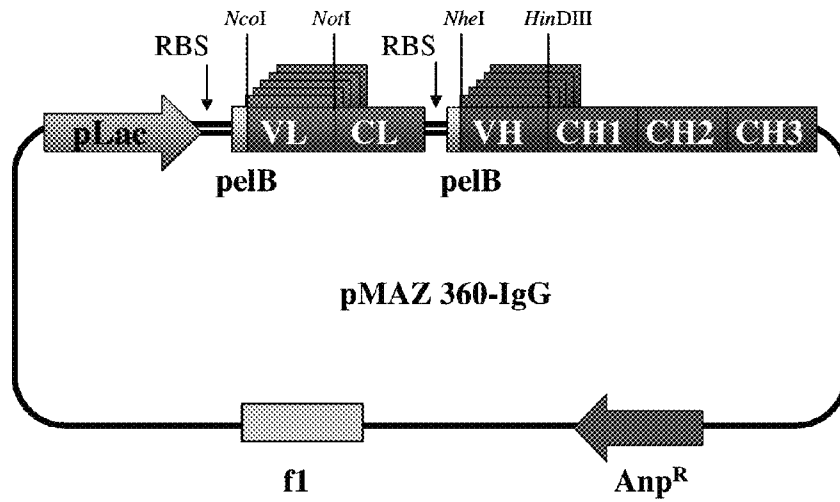 NcoI NotI NheI HinDIII
RBS RBS
pLac VL CL VH CH1 CH2 CH3
pelB pelB
pMAZ 360-IgG
f1 Anp^R